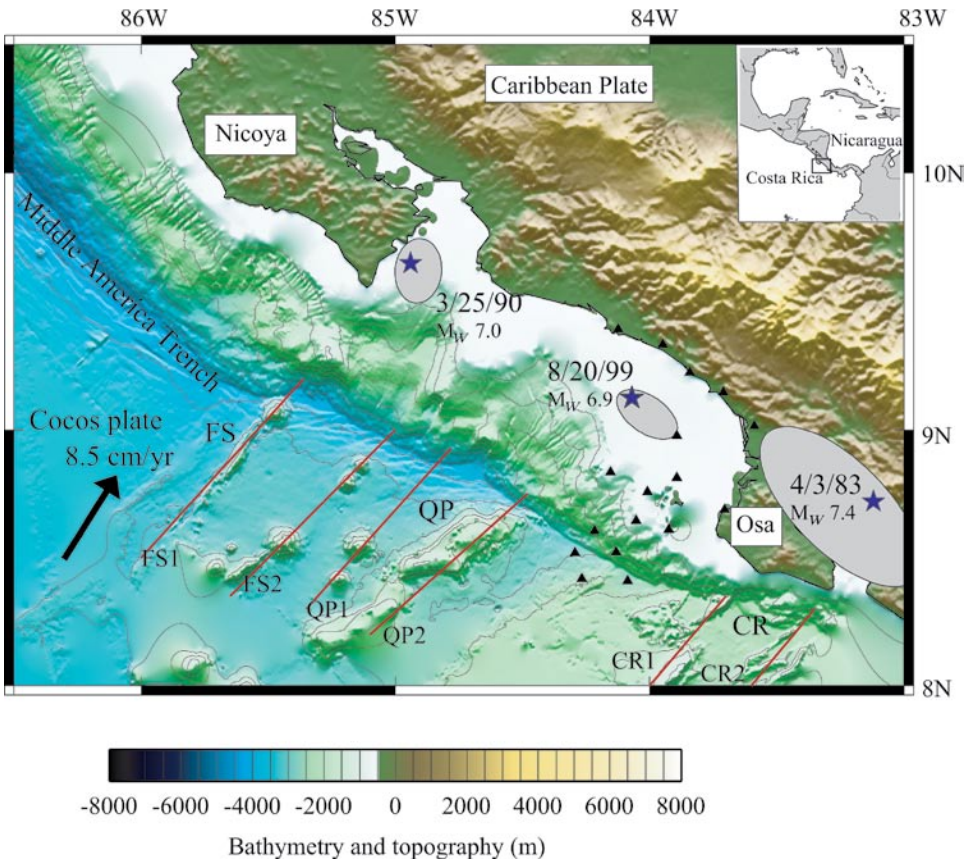 86W
85W
84W
83W
Caribbean Plate
Nicaragua
Costa Rica
Nicoya
10N
Middle America Trench
3/25/90
MW 7.0
8/20/99
MW 6.9
Cocos plate
8.5 cm/yr
FS
9N
4/3/83
MW 7.4
QP
Osa
FS1
FS2
QP1
QP2
CR
CR1
CR2
8N
-8000 -6000 -4000 -2000 0 2000 4000 6000 8000
Bathymetry and topography (m)